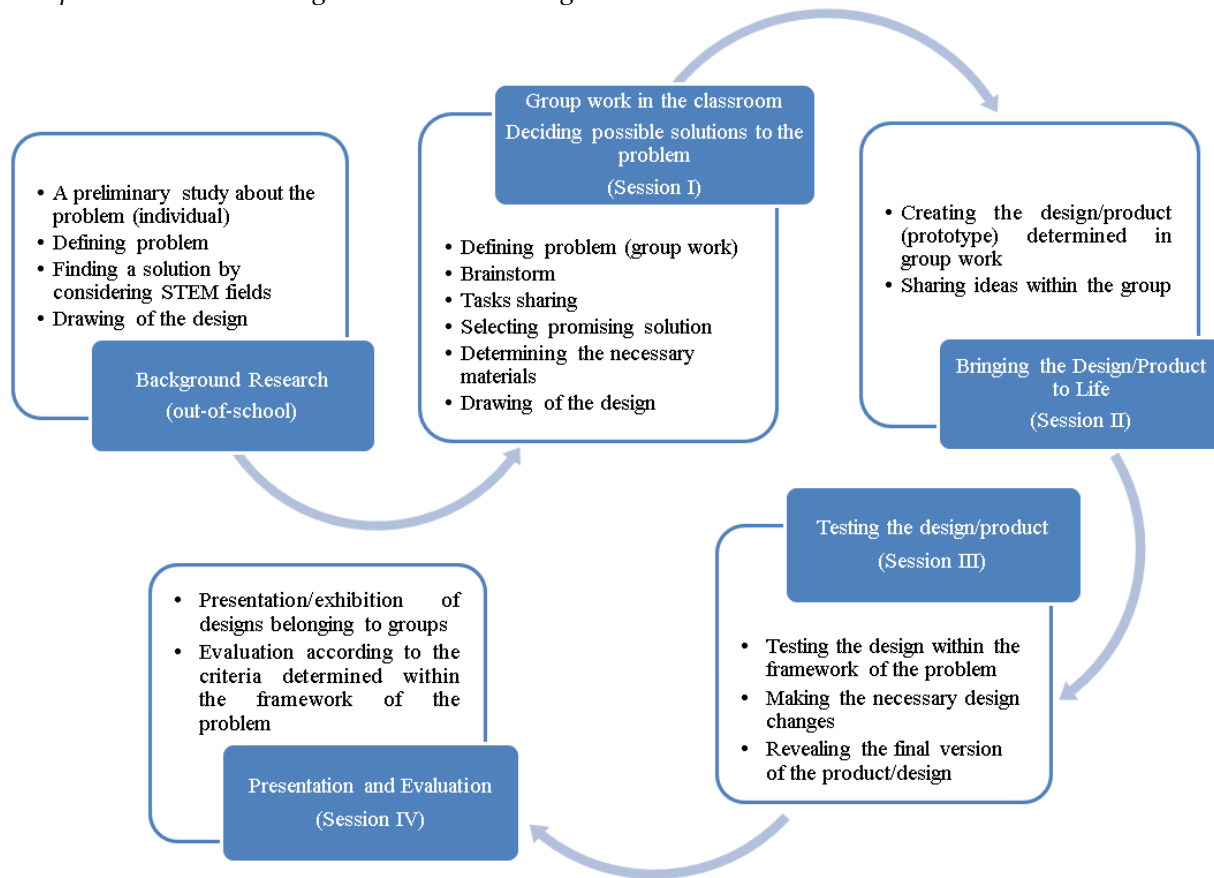 • A preliminary study about the
problem (individual)
• Defining problem
• Finding a solution by
considering STEM fields
• Drawing of the design
Background Research
(out-of-school)
Group work in the classroom
Deciding possible solutions to the
problem
(Session I)
• Defining problem (group work)
• Brainstorm
• Tasks sharing
• Selecting promising solution
• Determining the necessary
materials
• Drawing of the design
• Creating the design/product
(prototype) determined in
group work
• Sharing ideas within the group
Bringing the Design/Product
to Life
(Session II)
Testing the design/product
(Session III)
• Testing the design within the
framework of the problem
• Making the necessary design
changes
• Revealing the final version
of the product/design
• Presentation/exhibition of
designs belonging to groups
• Evaluation according to the
criteria determined within
the framework of the
problem
Presentation and Evaluation
(Session IV)